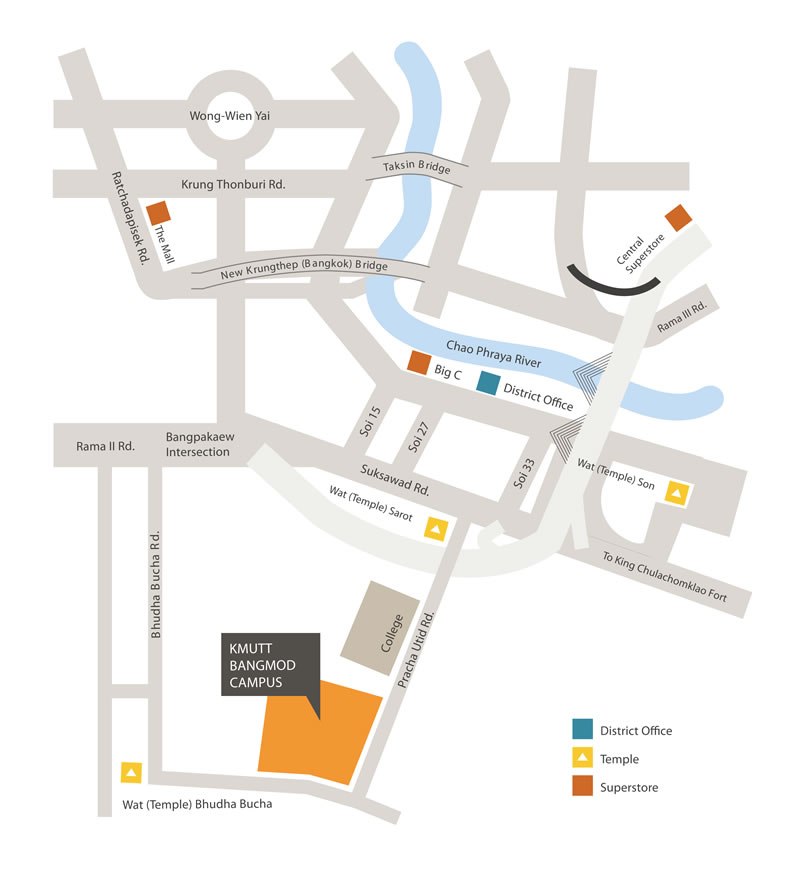 Wong-Wien Yai
Taksin Bridge
Krung Thonburi Rd.
Ratchadapisek Rd.
The Mall
Central
Superstore
New Krungthep (Bangkok) Bridge
Rama III Rd.
Chao Phraya River
Big C
District Office
Soi 15
Soi 27
Soi 33
Rama II Rd.
Bangpakaew
Intersection
Suksawad Rd.
Wat (Temple) Son
Wat (Temple) Sarot
To King Chulachomklao Fort
Bhudha Bucha Rd.
College
Pracha Utid Rd.
KMUTT
BANGMOD
CAMPUS
District Office
Temple
Superstore
Wat (Temple) Bhudha Bucha